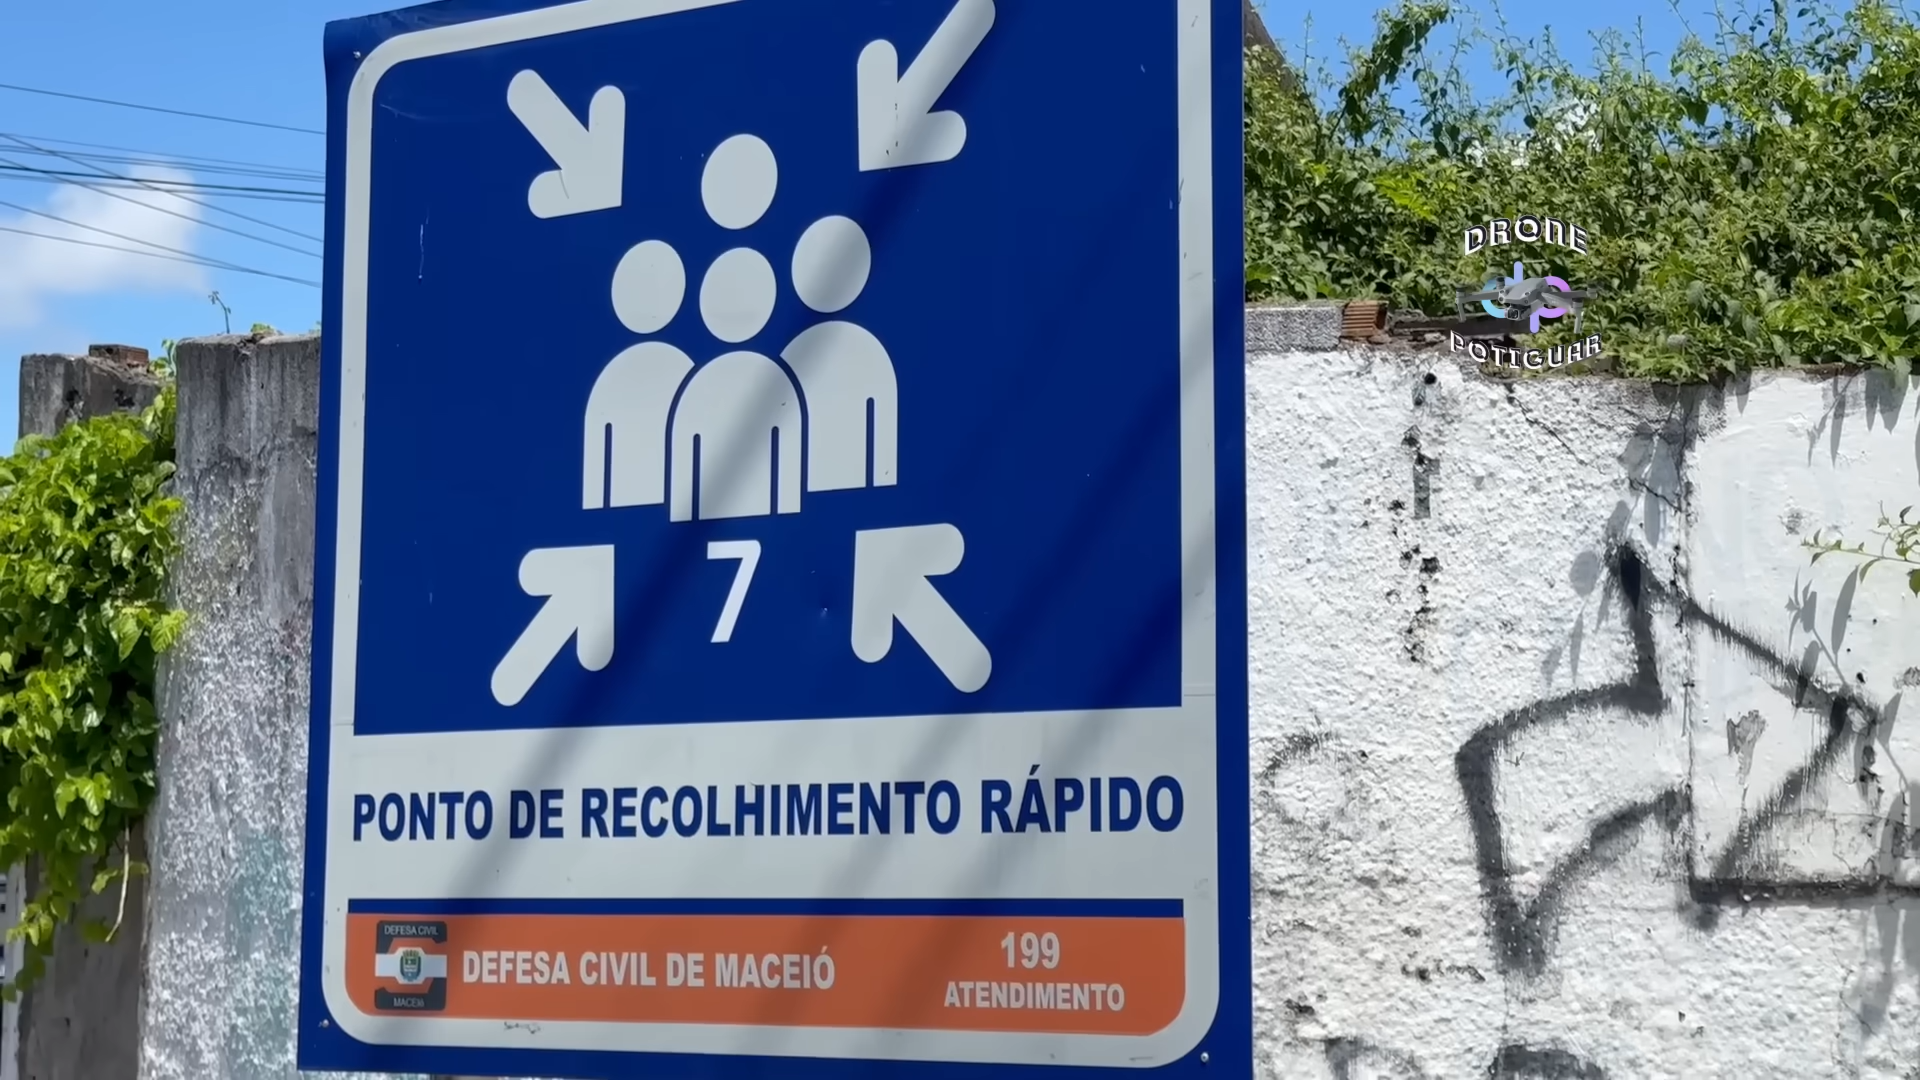 DRONE
POTIGUAR
7
PONTO DE RECOLHIMENTO RÁPIDO
DEFESA CIVIL
MACEIÓ
DEFESA CIVIL DE MACEIÓ
199
ATENDIMENTO